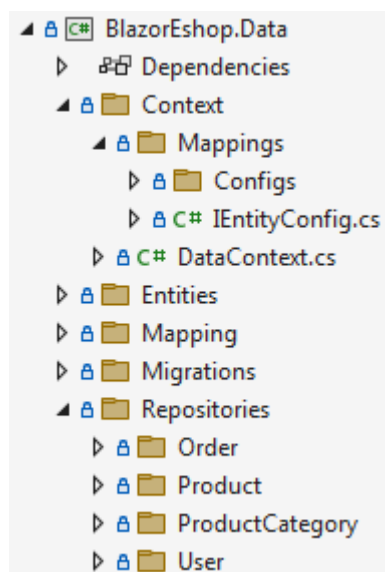 C# BlazorEshop.Data
Dependencies
Context
Mappings
Configs
C# IEntityConfig.cs
C# DataContext.cs
Entities
Mapping
Migrations
Repositories
Order
Product
ProductCategory
User